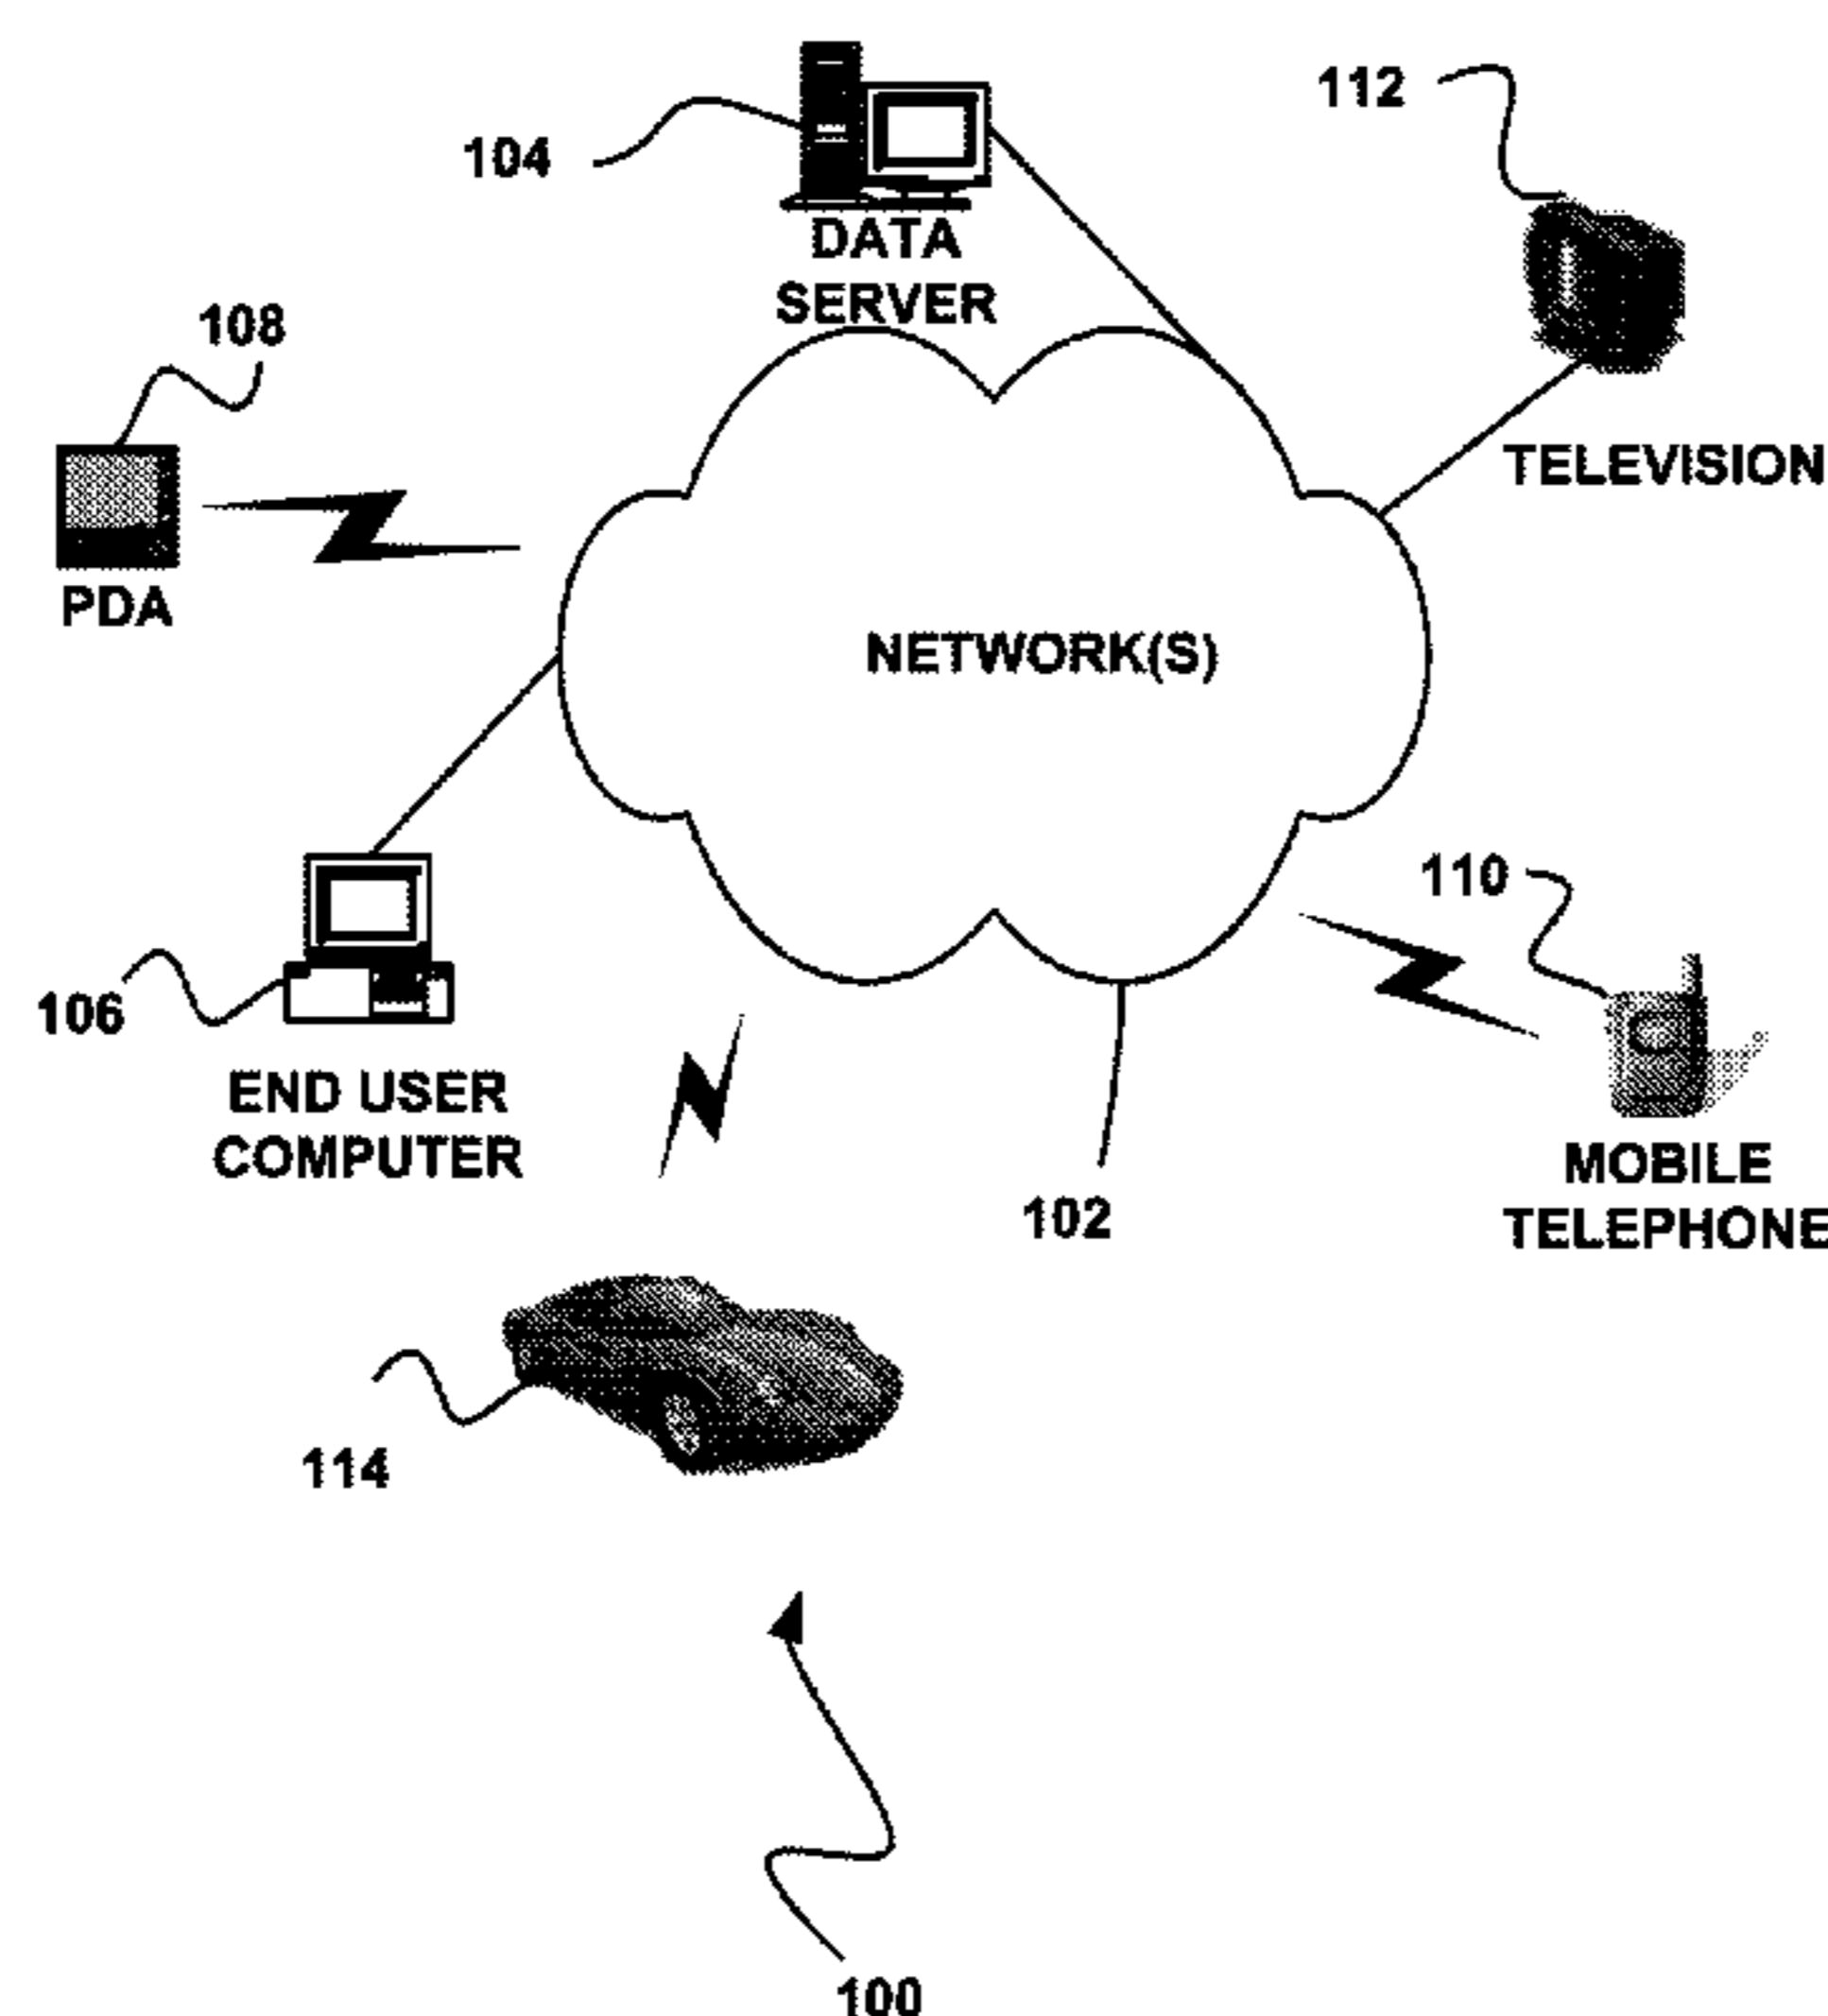 112
104
DATA
SERVER
108
TELEVISION
PDA
NETWORK(S)
110
106
END USER
COMPUTER
MOBILE
TELEPHONE
102
114
100